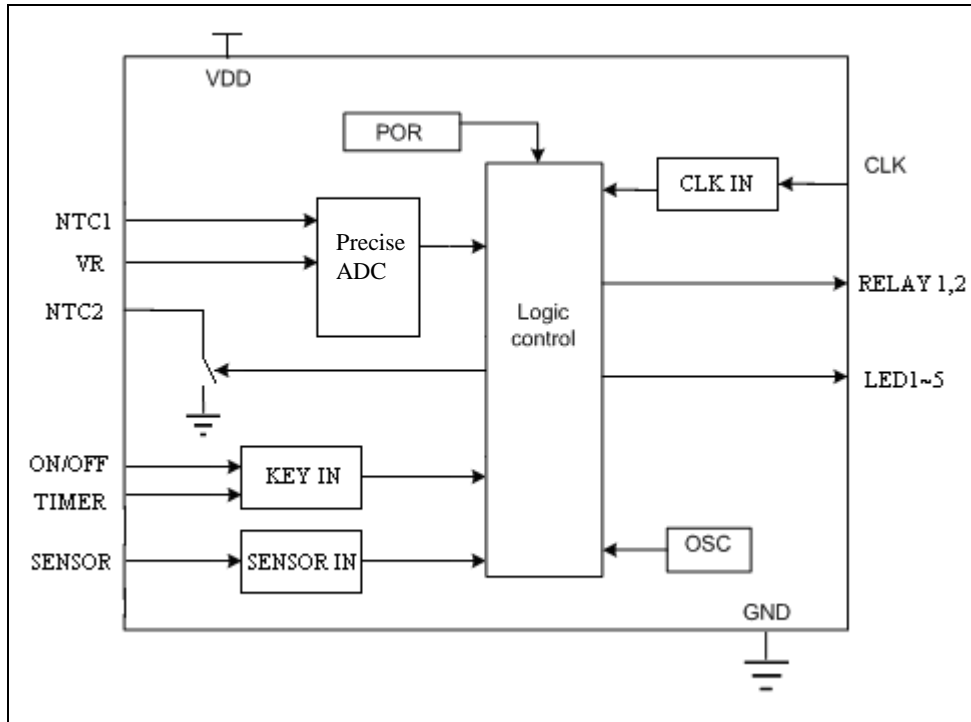 VDD
POR
CLK
CLK IN
NTC1
Precise
ADC
VR
RELAY 1,2
NTC2
Logic
control
LED1~5
ON/OFF
KEY IN
TIMER
OSC
SENSOR
SENSOR IN
GND